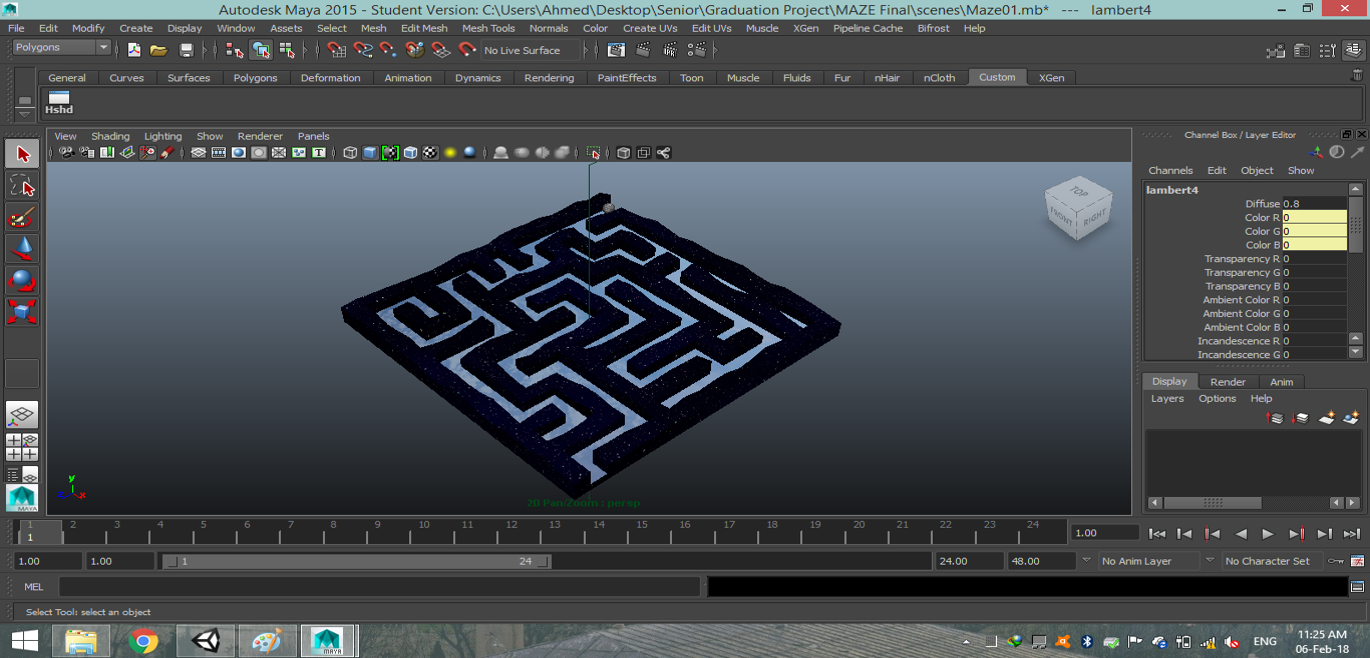 Autodesk Maya 2015 - Student Version: C:\Users\Ahmed\Desktop\Senior\Graduation Project\MAZE Final\scenes\Maze01.mb* --- lambert4
File Edit Modify Create Display Window Assets Select Mesh Edit Mesh Mesh Tools Normals Color Create UVs Edit UVs Muscle XGen Pipeline Cache Bifrost Help
Polygons No Live Surface
General Curves Surfaces Polygons Deformation Animation Dynamics Rendering PaintEffects Toon Muscle Fluids Fur nHair nCloth Custom XGen
Hshd
View Shading Lighting Show Renderer Panels
Channel Box / Layer Editor
Channels Edit Object Show
lambert4
Diffuse 0.8
Color R 0
Color G 0
Color B 0
Transparency R 0
Transparency G 0
Transparency B 0
Ambient Color R 0
Ambient Color G 0
Ambient Color B 0
Incandescence R 0
Incandescence G 0
TOP
FRONT RIGHT
Display Render Anim
Layers Options Help
y
x
2D Pan/Zoom : persp
MAYA
1 2 3 4 5 6 7 8 9 10 11 12 13 14 15 16 17 18 19 20 21 22 23 24
1 1.00
1.00 1.00 1 24 24.00 48.00 No Anim Layer No Character Set
MEL
Select Tool: select an object
MAYA ENG 11:25 AM
06-Feb-18